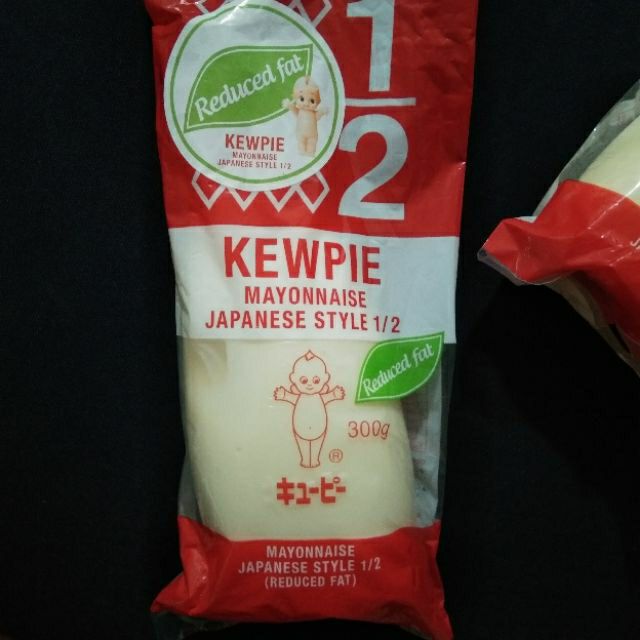 Reduced fat
KEWPIE
MAYONNAISE
JAPANESE STYLE 1/2
1/2
KEWPIE
MAYONNAISE
JAPANESE STYLE 1/2
Reduced fat
300g
®
キユーピー
MAYONNAISE
JAPANESE STYLE 1/2
(REDUCED FAT)